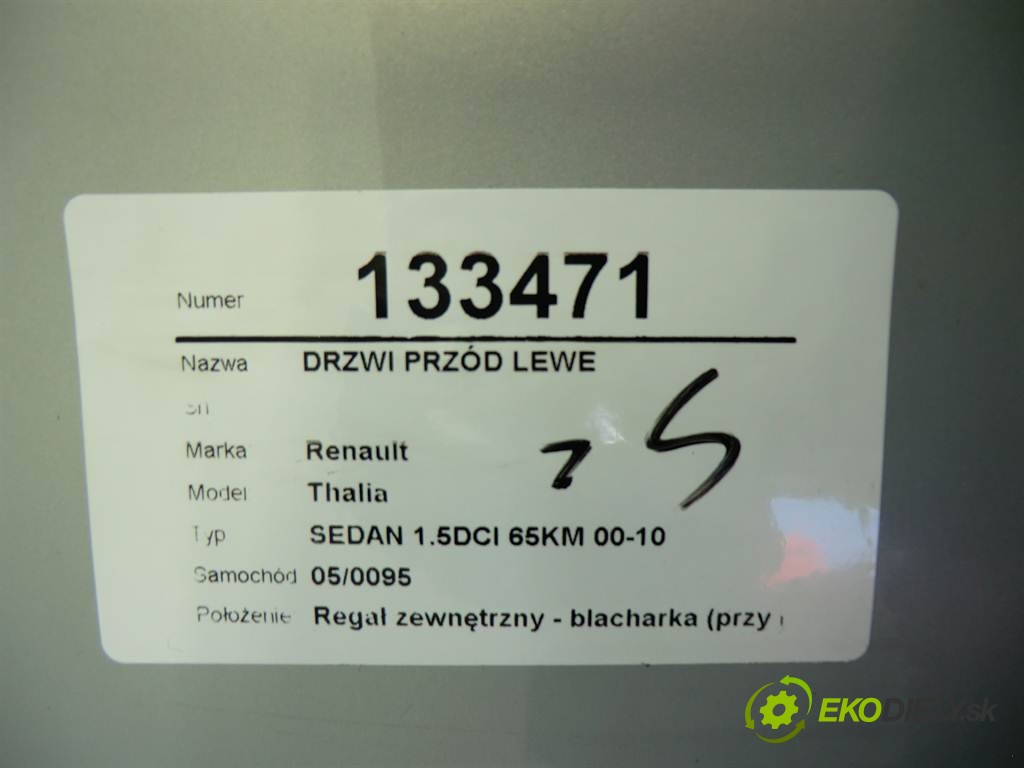 Numer 133471
Nazwa DRZWI PRZÓD LEWE
Marka Renault
Model Thalia
Typ SEDAN 1.5DCI 65KM 00-10
Samochód 05/0095
Położenie Regał zewnętrzny - blacharka (przy
EKODIELY.sk